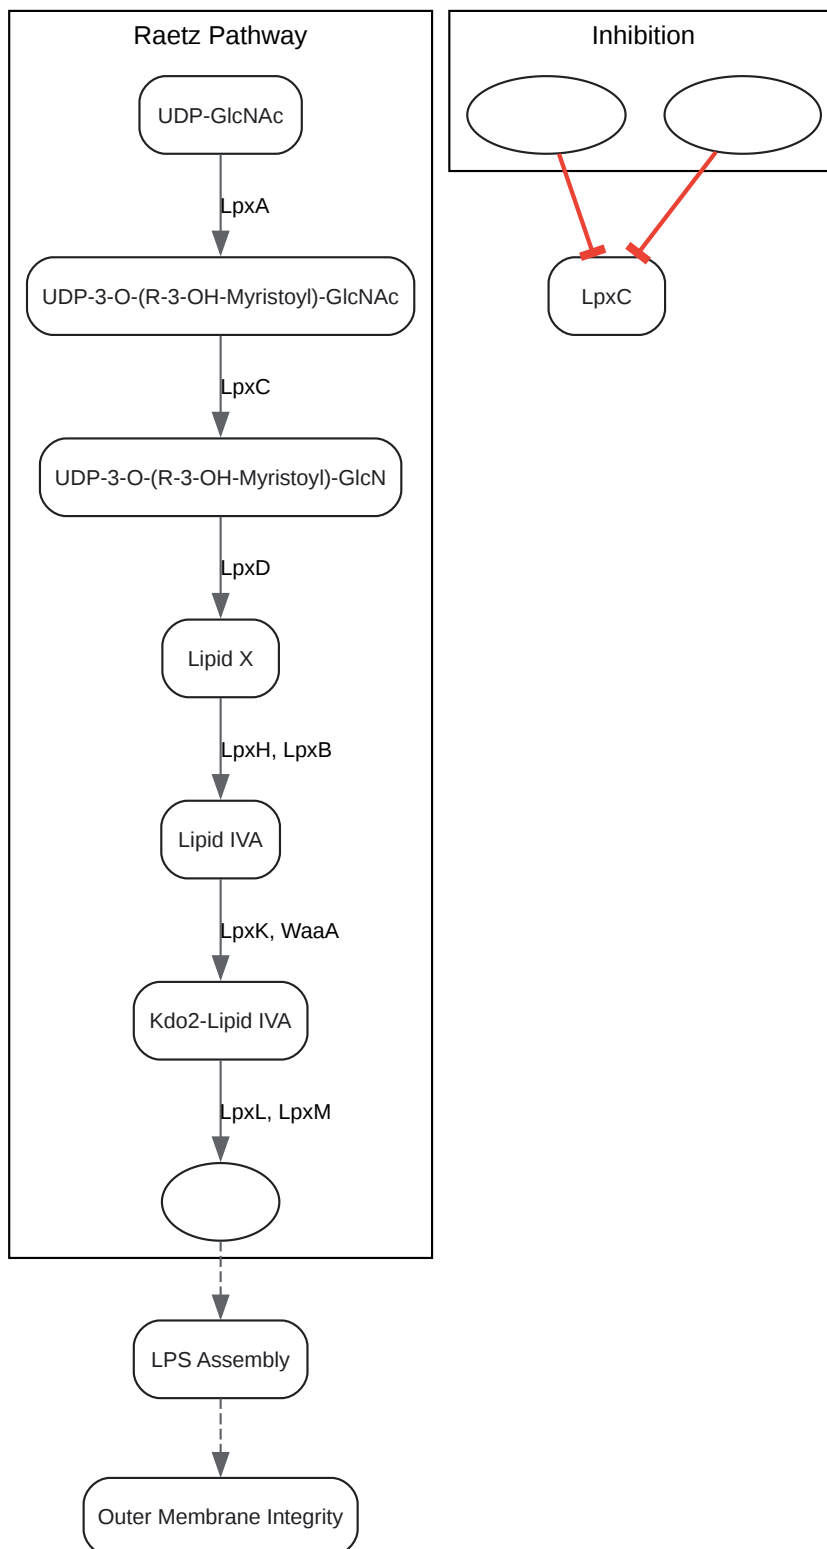 Raetz Pathway
UDP-GlcNAc
LpxA
UDP-3-O-(R-3-OH-Myristoyl)-GlcNAc
LpxC
UDP-3-O-(R-3-OH-Myristoyl)-GlcN
LpxD
Lipid X
LpxH, LpxB
Lipid IVA
LpxK, WaaA
Kdo2-Lipid IVA
LpxL, LpxM
LPS Assembly
Outer Membrane Integrity
Inhibition
LpxC